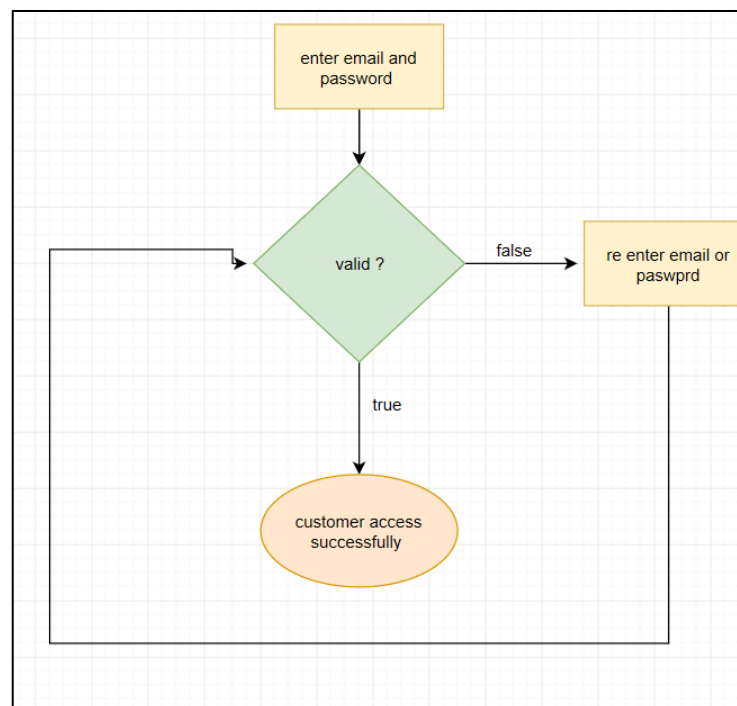 enter email and
password
valid ?
false
re enter email or
paswprd
true
customer access
successfully